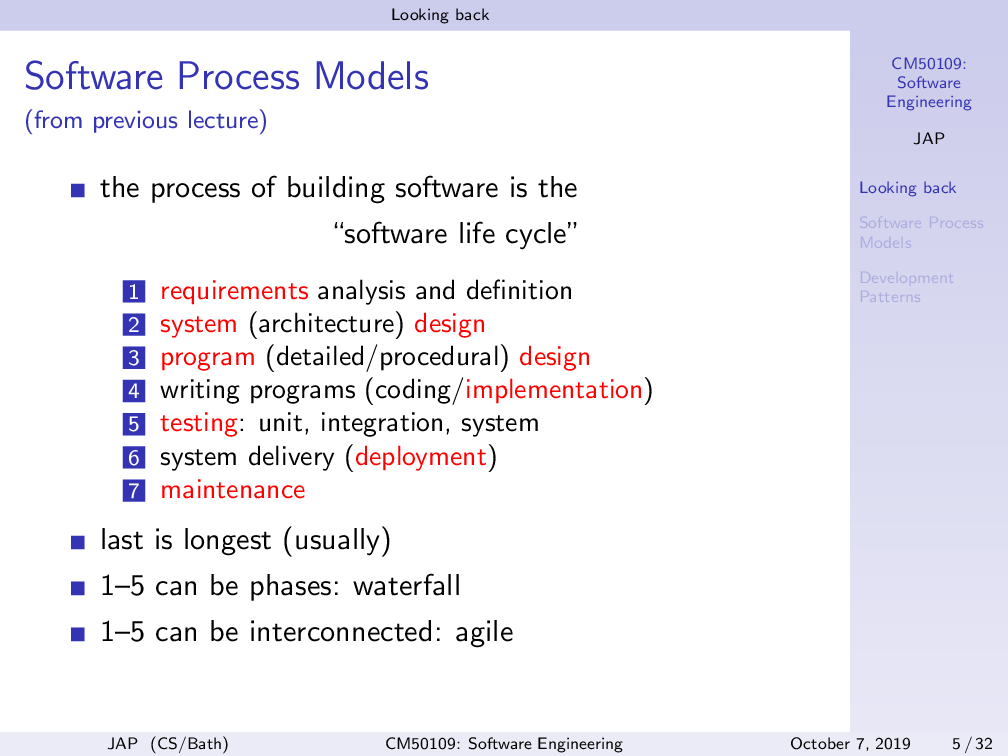 Looking back
Software Process Models
(from previous lecture)
the process of building software is the
“software life cycle”
1 requirements analysis and definition
2 system (architecture) design
3 program (detailed/procedural) design
4 writing programs (coding/implementation)
5 testing: unit, integration, system
6 system delivery (deployment)
7 maintenance
last is longest (usually)
1–5 can be phases: waterfall
1–5 can be interconnected: agile
CM50109:
Software
Engineering
JAP
Looking back
Software Process
Models
Development
Patterns
JAP (CS/Bath)
CM50109: Software Engineering
October 7, 2019
5 / 32